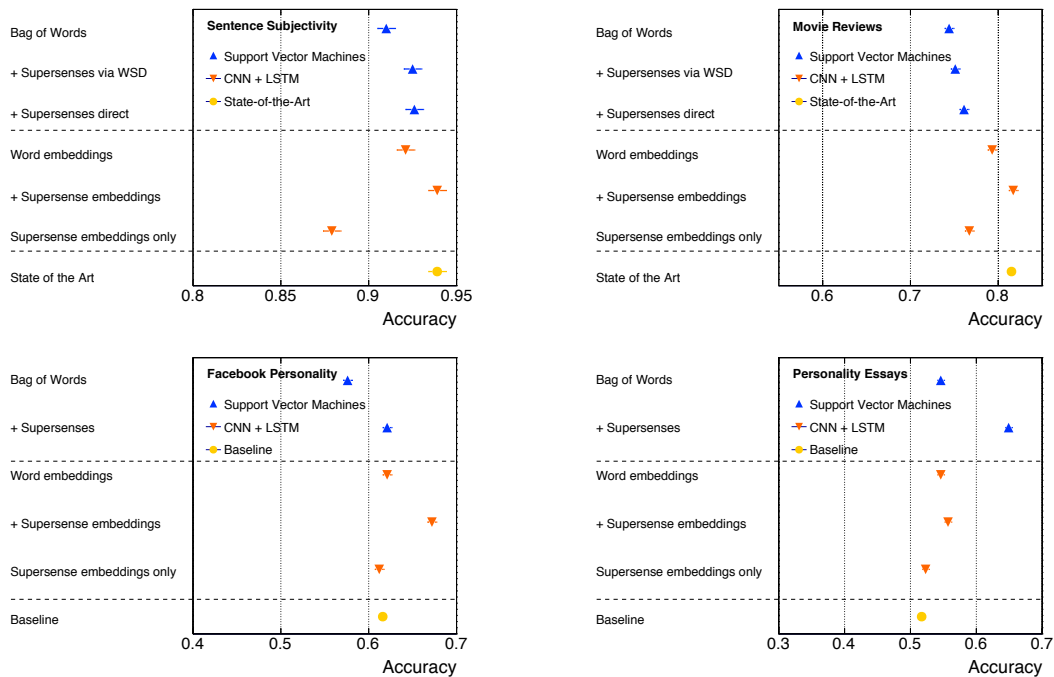 Sentence Subjectivity
Bag of Words
Support Vector Machines
+ Supersenses via WSD
CNN + LSTM
State-of-the-Art
+ Supersenses direct
Word embeddings
+ Supersense embeddings
Supersense embeddings only
State of the Art
0.8 0.85 0.9 0.95
Accuracy
Movie Reviews
Bag of Words
Support Vector Machines
+ Supersenses via WSD
CNN + LSTM
State-of-the-Art
+ Supersenses direct
Word embeddings
+ Supersense embeddings
Supersense embeddings only
State of the Art
0.6 0.7 0.8
Accuracy
Facebook Personality
Bag of Words
Support Vector Machines
+ Supersenses
CNN + LSTM
Baseline
Word embeddings
+ Supersense embeddings
Supersense embeddings only
Baseline
0.4 0.5 0.6 0.7
Accuracy
Personality Essays
Bag of Words
Support Vector Machines
+ Supersenses
CNN + LSTM
Baseline
Word embeddings
+ Supersense embeddings
Supersense embeddings only
Baseline
0.3 0.4 0.5 0.6 0.7
Accuracy